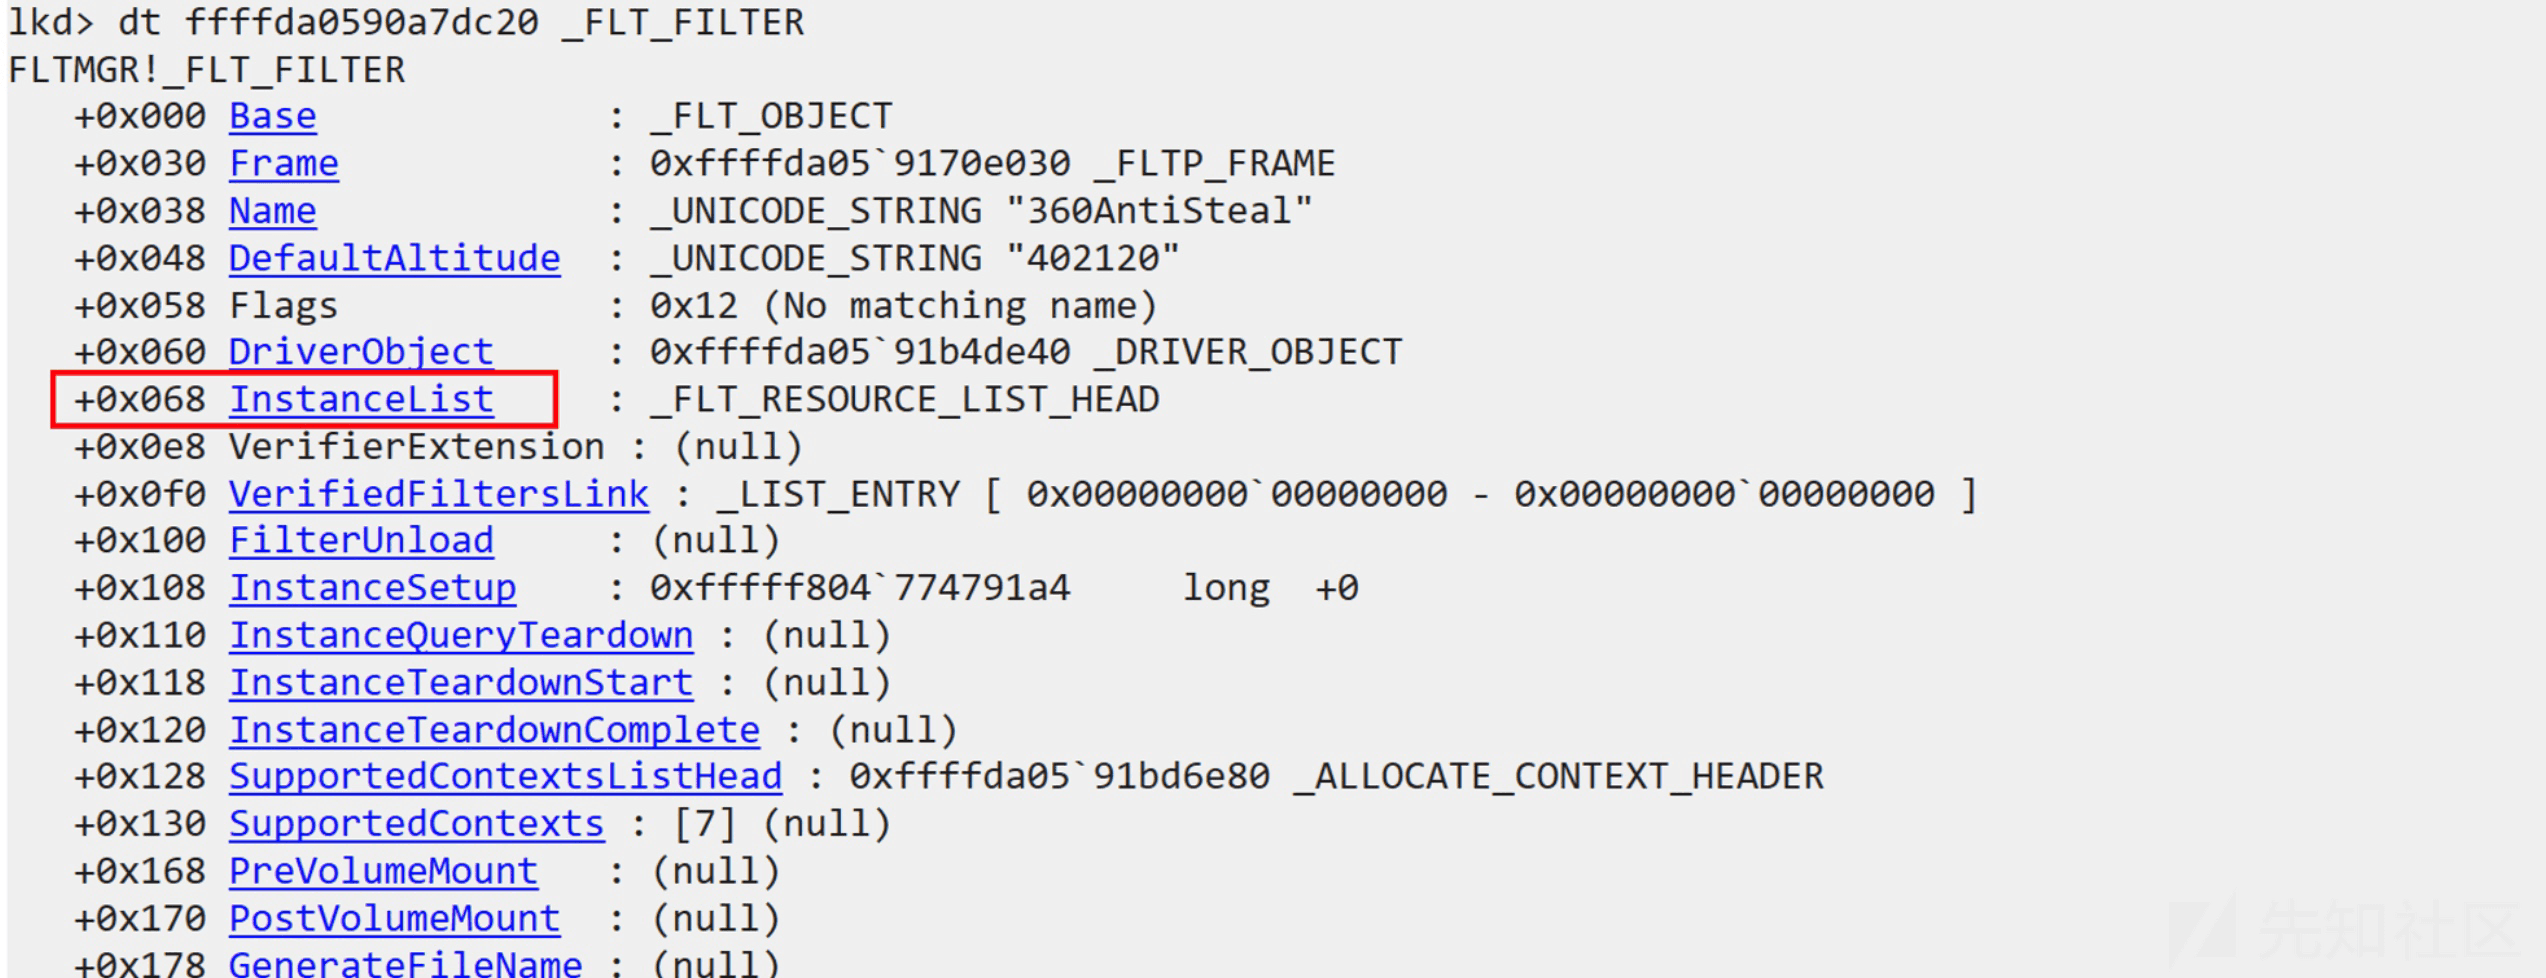 lkd> dt ffffda0590a7dc20 _FLT_FILTER
FLTMGR!_FLT_FILTER
+0x000 Base : _FLT_OBJECT
+0x030 Frame : 0xffffda05`9170e030 _FLTP_FRAME
+0x038 Name : _UNICODE_STRING "360AntiSteal"
+0x048 DefaultAltitude : _UNICODE_STRING "402120"
+0x058 Flags : 0x12 (No matching name)
+0x060 DriverObject : 0xffffda05`91b4de40 _DRIVER_OBJECT
+0x068 InstanceList : _FLT_RESOURCE_LIST_HEAD
+0x0e8 VerifierExtension : (null)
+0x0f0 VerifiedFiltersLink : _LIST_ENTRY [ 0x00000000`00000000 - 0x00000000`00000000 ]
+0x100 FilterUnload : (null)
+0x108 InstanceSetup : 0xfffff804`774791a4 long +0
+0x110 InstanceQueryTeardown : (null)
+0x118 InstanceTeardownStart : (null)
+0x120 InstanceTeardownComplete : (null)
+0x128 SupportedContextsListHead : 0xffffda05`91bd6e80 _ALLOCATE_CONTEXT_HEADER
+0x130 SupportedContexts : [7] (null)
+0x168 PreVolumeMount : (null)
+0x170 PostVolumeMount : (null)
+0x178 GenerateFileName : (null)
先知社区